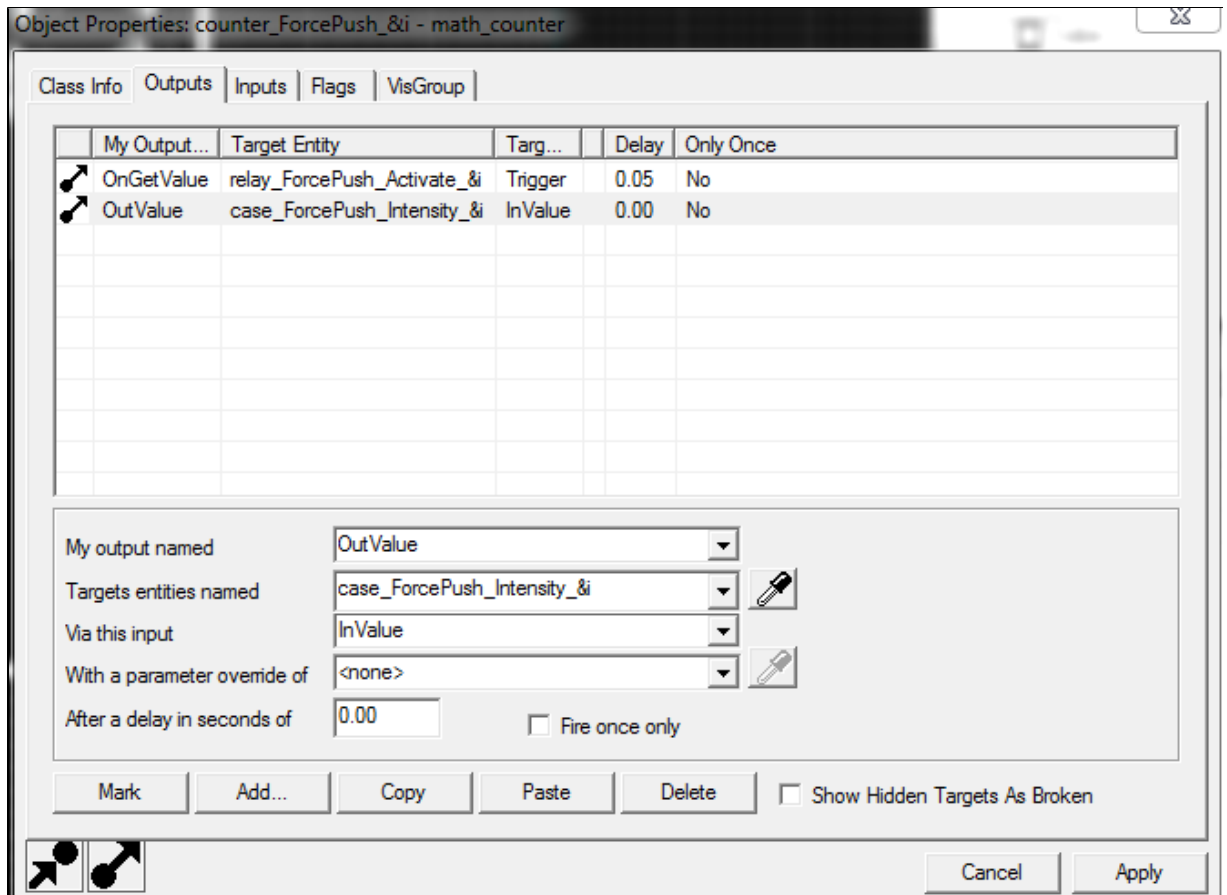 Object Properties: counter_ForcePush_&i - math_counter
Class Info Outputs Inputs Flags VisGroup
My Output... Target Entity Targ... Delay Only Once
OnGetValue relay_ForcePush_Activate_&i Trigger 0.05 No
OutValue case_ForcePush_Intensity_&i InValue 0.00 No
My output named OutValue
Targets entities named case_ForcePush_Intensity_&i
Via this input InValue
With a parameter override of <none>
After a delay in seconds of 0.00 Fire once only
Mark Add... Copy Paste Delete Show Hidden Targets As Broken
Cancel Apply